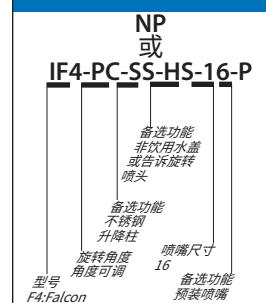 NP
或
IF4-PC-SS-HS-16-P
备选功能
非饮用水盖
或告诉旋转
喷头
备选功能
不锈钢
升降柱
旋转角度
角度可调
喷嘴尺寸
16
型号
F4:Falcon
备选功能
预装喷嘴